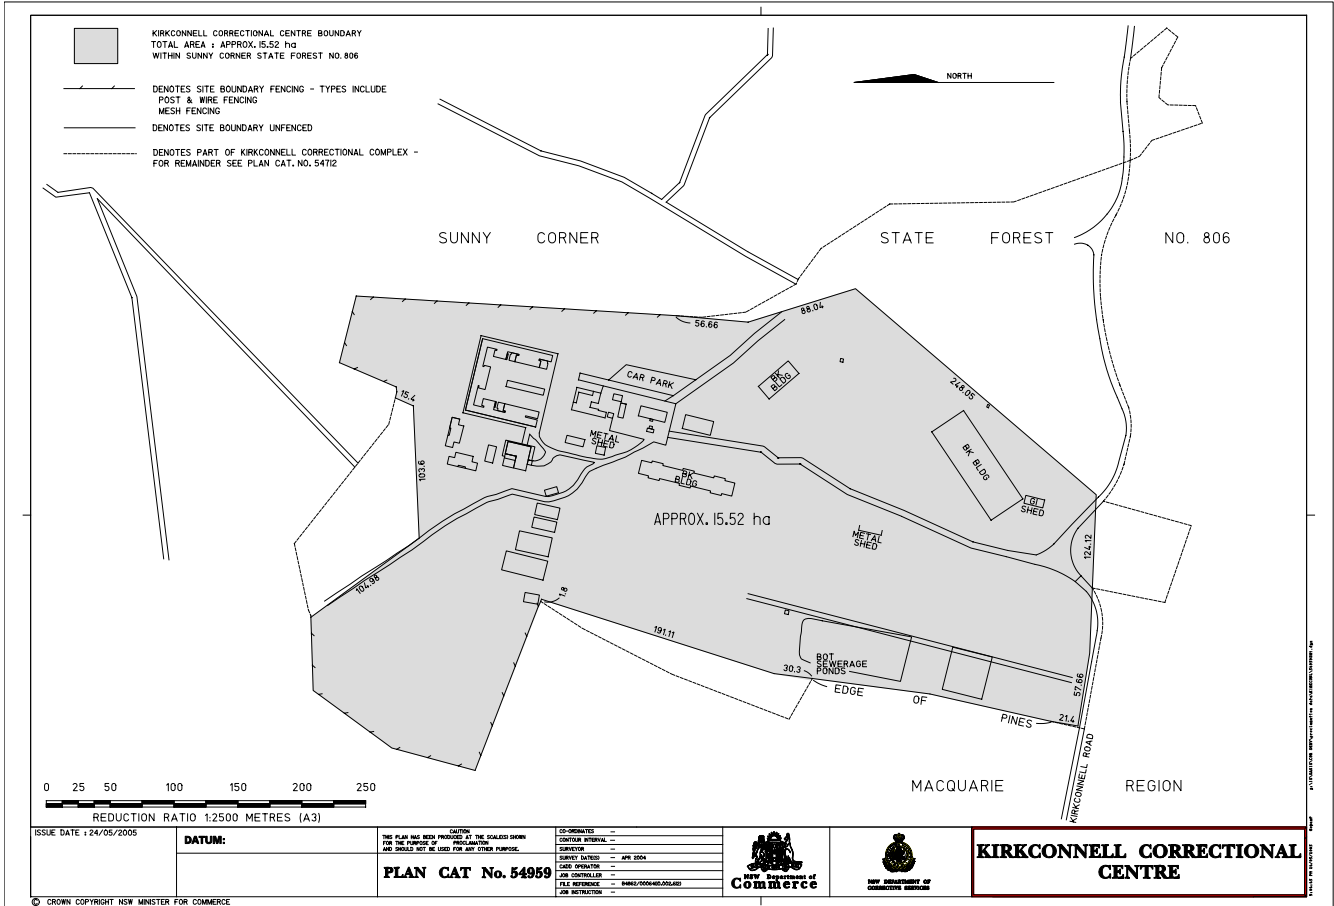 KIRKCONNELL CORRECTIONAL CENTRE BOUNDARY
TOTAL AREA : APPROX. 15.52 ha
WITHIN SUNNY CORNER STATE FOREST NO. 806
DENOTES SITE BOUNDARY FENCING - TYPES INCLUDE
POST & WIRE FENCING
MESH FENCING
DENOTES SITE BOUNDARY UNFENCED
DENOTES PART OF KIRKCONNELL CORRECTIONAL COMPLEX -
FOR REMAINDER SEE PLAN CAT. NO. 54712
NORTH
SUNNY CORNER STATE FOREST NO. 806
88.04
56.66
CAR PARK
BK
BLDG
248.05
15.4
METAL
SHED
BK BLDG
103.6
BK
BLDG
GI
SHED
APPROX. 15.52 ha
METAL
SHED
124.12
104.98
1.8
191.11
BOT
SEWERAGE
PONDS
30.3
57.66
EDGE OF PINES
21.4
KIRKCONNELL ROAD
MACQUARIE REGION
0 25 50 100 150 200 250
REDUCTION RATIO 1:2500 METRES (A3)
ISSUE DATE : 24/05/2005
DATUM:
CAUTION
THIS PLAN HAS BEEN PRODUCED AT THE SCALE(S) SHOWN
FOR THE PURPOSE OF PROCLAMATION
AND SHOULD NOT BE USED FOR ANY OTHER PURPOSE.
PLAN CAT No. 54959
CO-ORDINATES -
CONTOUR INTERVAL -
SURVEYOR -
SURVEY DATE(S) - APR 2004
CADD OPERATOR -
JOB CONTROLLER -
FILE REFERENCE -
JOB INSTRUCTION -
NSW Department of
Commerce
NSW DEPARTMENT OF
CORRECTIVE SERVICES
KIRKCONNELL CORRECTIONAL
CENTRE
© CROWN COPYRIGHT NSW MINISTER FOR COMMERCE